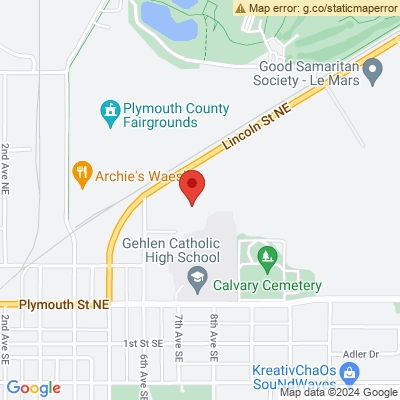 Map error: g.co/staticmaperror
Good Samaritan
Society - Le Mars
Plymouth County
Fairgrounds
Lincoln St NE
2nd Ave NE
Archie's Waes
Gehlen Catholic
High School
Calvary Cemetery
Plymouth St NE
2nd Ave SE
6th Ave SE
7th Ave SE
8th Ave SE
1st St SE
Adler Dr
KreativChaOs
SouNdWaves
Google
Map data ©2024 Google